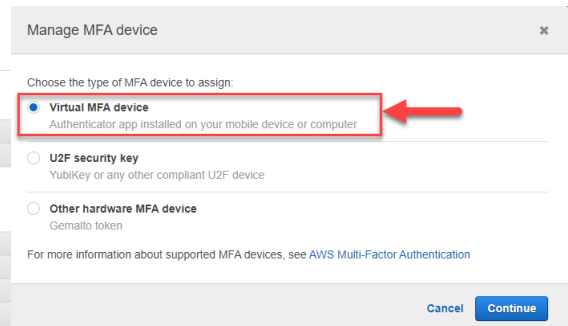 Manage MFA device
Choose the type of MFA device to assign:
Virtual MFA device
Authenticator app installed on your mobile device or computer
U2F security key
YubiKey or any other compliant U2F device
Other hardware MFA device
Gemalto token
For more information about supported MFA devices, see AWS Multi-Factor Authentication
Cancel Continue